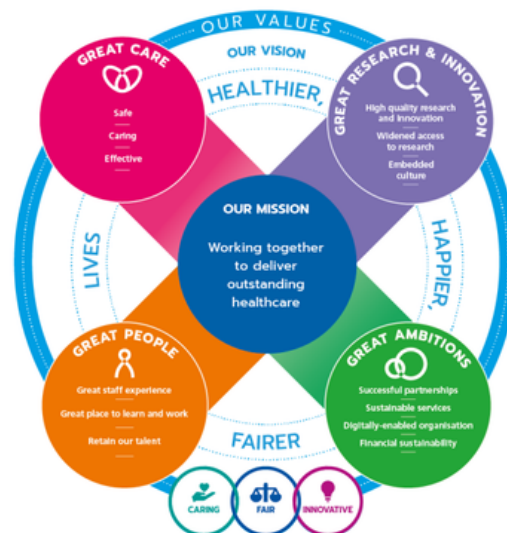 OUR VALUES
OUR VISION
HEALTHIER,
HAPPIER,
FAIRER
LIVES
GREAT CARE
Safe
Caring
Effective
GREAT RESEARCH & INNOVATION
High quality research
and innovation
Widened access
to research
Embedded
culture
OUR MISSION
Working together
to deliver
outstanding
healthcare
GREAT PEOPLE
Great staff experience
Great place to learn and work
Retain our talent
GREAT AMBITIONS
Successful partnerships
Sustainable services
Digitally-enabled organisation
Financial sustainability
CARING
FAIR
INNOVATIVE